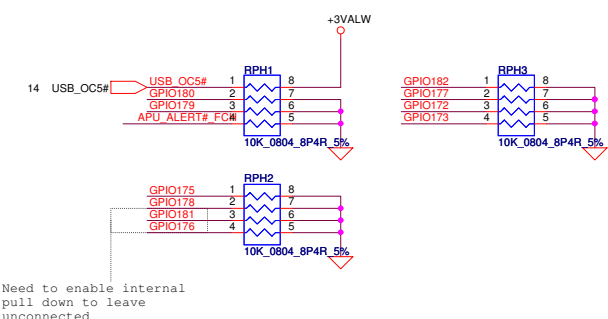 +3VALW
RPH1
RPH3
14 USB_OC5# USB_OC5# 1 8
GPIO182 1 8
GPIO180 2 7
GPIO177 2 7
GPIO179 3 6
GPIO172 3 6
APU_ALERT#_FCH 4 5
GPIO173 4 5
10K_0804_8P4R_5%
10K_0804_8P4R_5%
RPH2
GPIO175 1 8
GPIO178 2 7
GPIO181 3 6
GPIO176 4 5
10K_0804_8P4R_5%
Need to enable internal
pull down to leave
unconnected